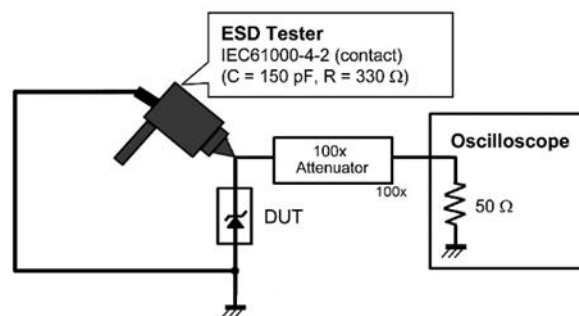 ESD Tester
IEC61000-4-2 (contact)
(C = 150 pF, R = 330 Ω)
Oscilloscope
100x
Attenuator
100x
50 Ω
DUT